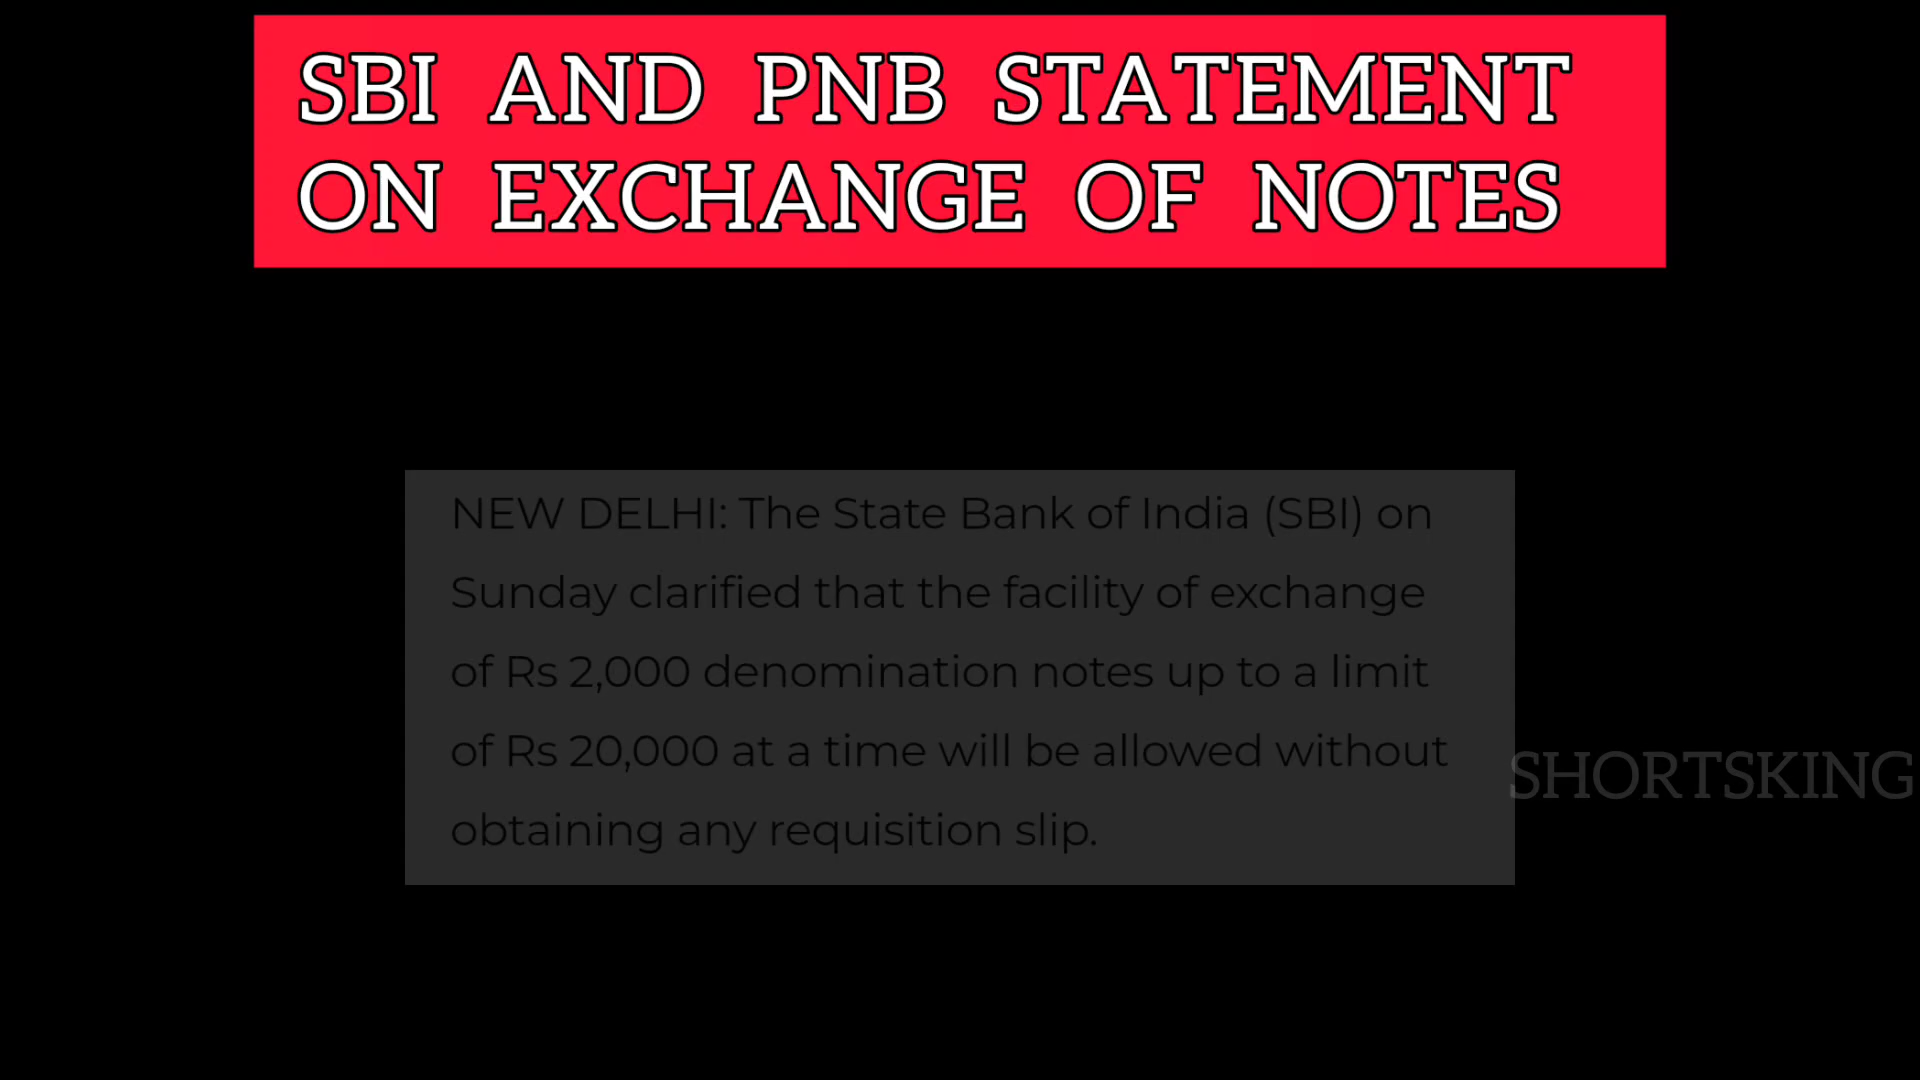 SBI AND PNB STATEMENT
ON EXCHANGE OF NOTES
NEW DELHI: The State Bank of India (SBI) on
Sunday clarified that the facility of exchange
of Rs 2,000 denomination notes up to a limit
of Rs 20,000 at a time will be allowed without
obtaining any requisition slip.
SHORTSKING